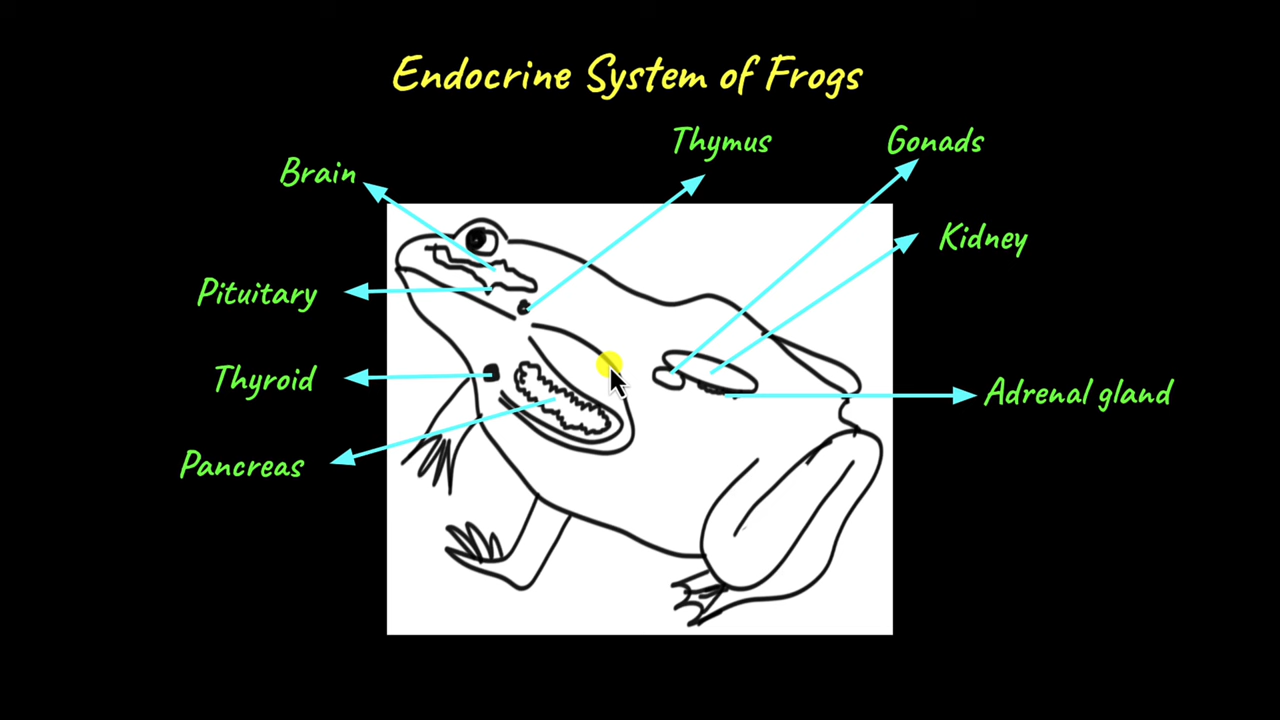 Endocrine System of Frogs
Thymus
Gonads
Brain
Kidney
Pituitary
Thyroid
Adrenal gland
Pancreas